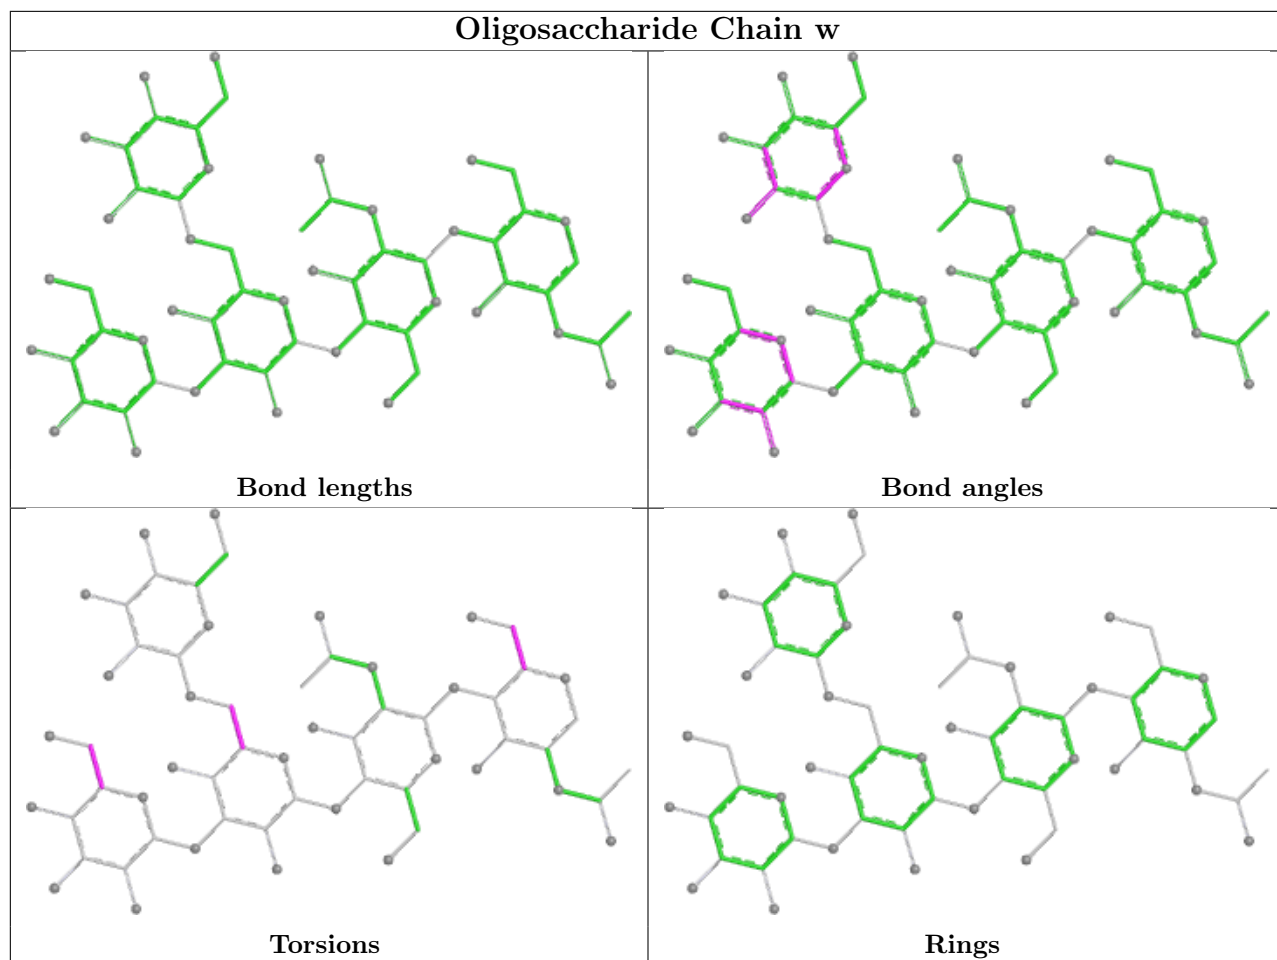 Oligosaccharide Chain w
Bond lengths
Bond angles
Torsions
Rings